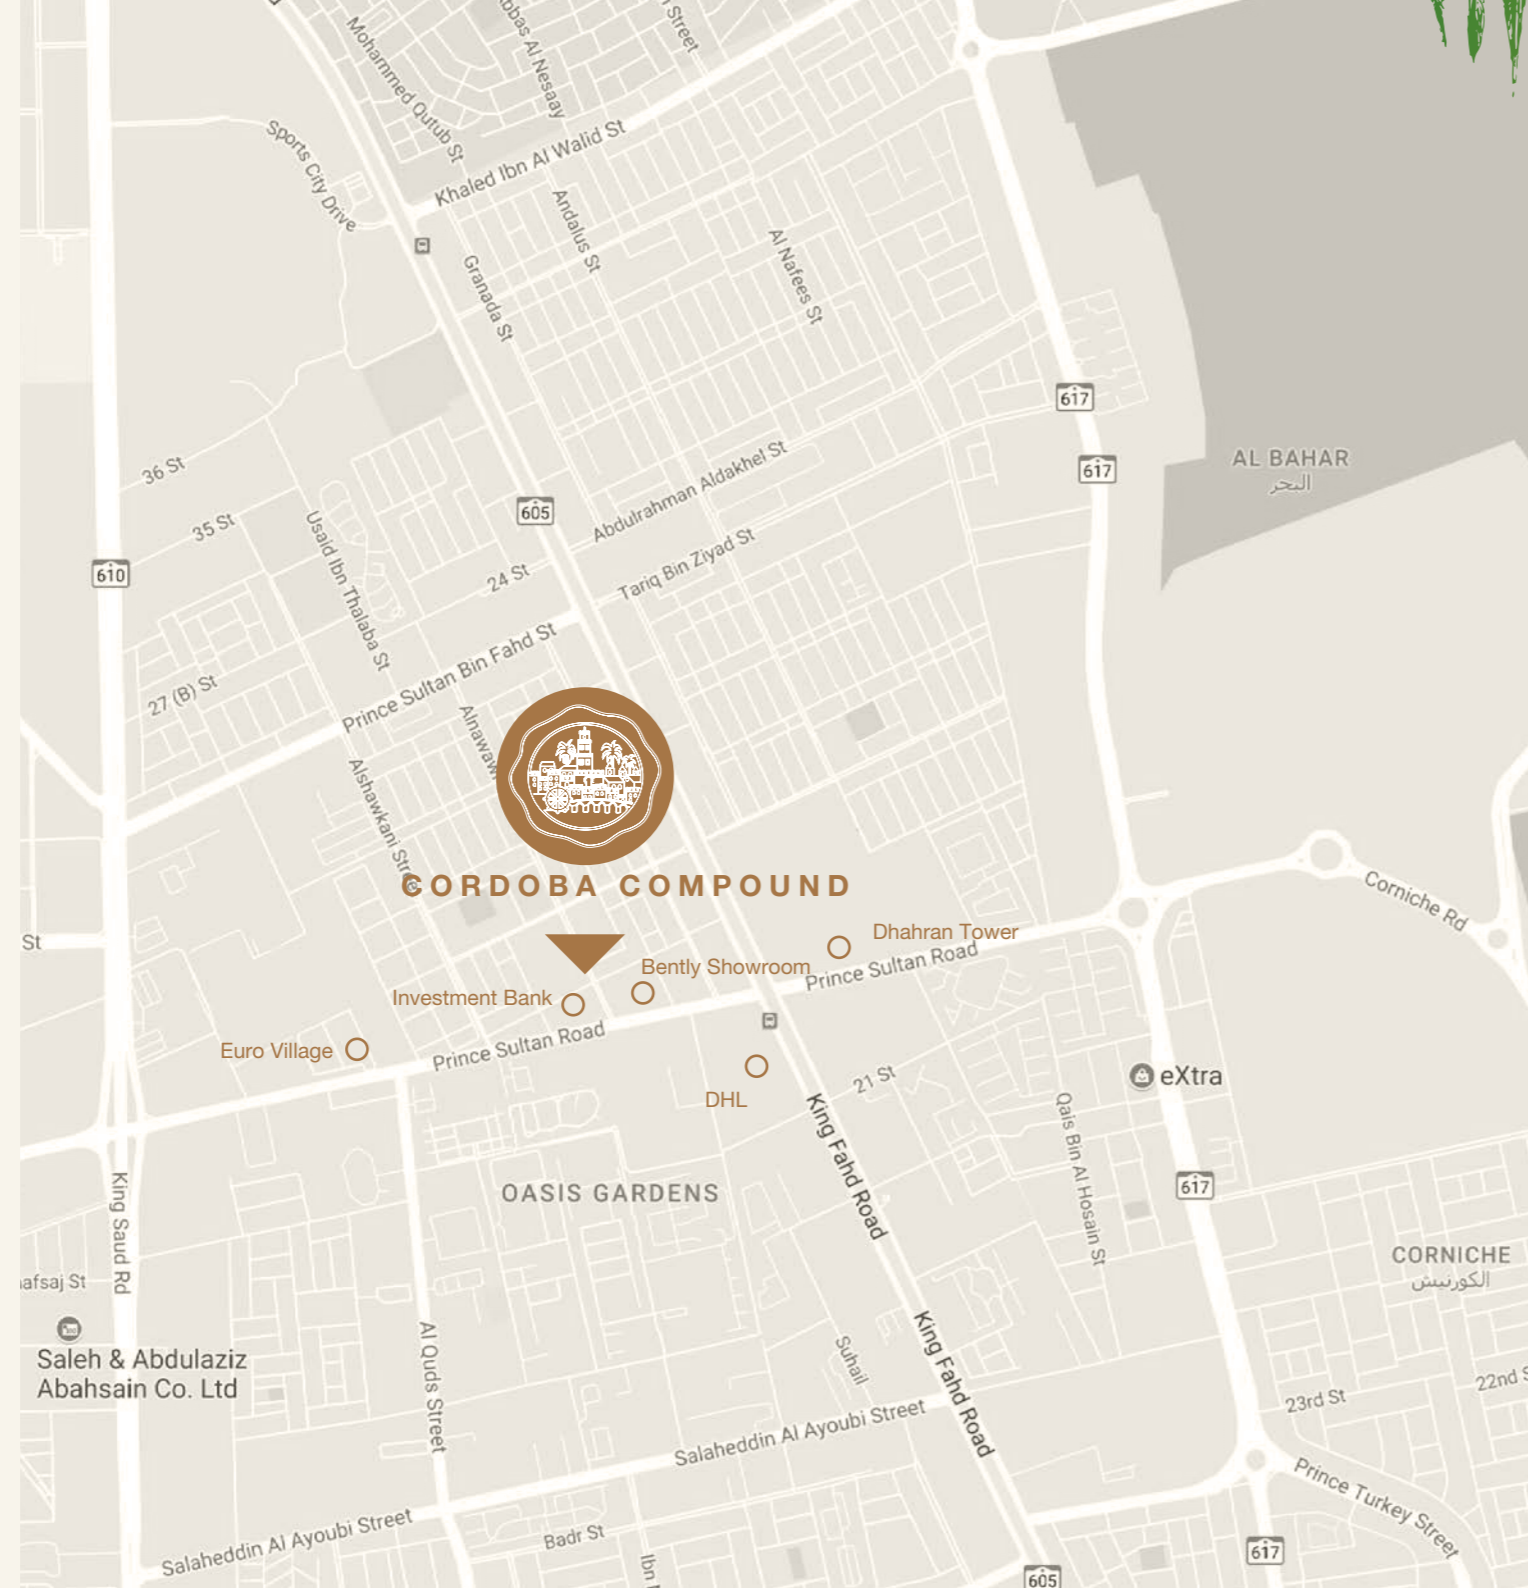 Street
Mohammed Qutub St
Sports City Drive
Khaled Ibn Al Walid St
Andalus St
Al Nafees St
Granada St
617
617
AL BAHAR
البحر
36 St
Abdulrahman Aldakhel St
605
35 St
Usaid Ibn Thalaba St
Tariq Bin Ziyad St
610
24 St
Prince Sultan Bin Fahd St
27 (B) St
CORDOBA COMPOUND
Corniche Rd
St
Dhahran Tower
Bently Showroom
Prince Sultan Road
Investment Bank
Prince Sultan Road
Euro Village
eXtra
21 St
DHL
King Fahd Road
Qais Bin Al Hosain St
617
OASIS GARDENS
King Saud Rd
CORNICHE
الكورنيش
afsaj St
Saleh & Abdulaziz
Abahsain Co. Ltd
Al Quds Street
Suhail
King Fahd Road
22nd S
23rd St
Salaheddin Al Ayoubi Street
Prince Turkey Street
Salaheddin Al Ayoubi Street
Badr St
Ibn
617
605